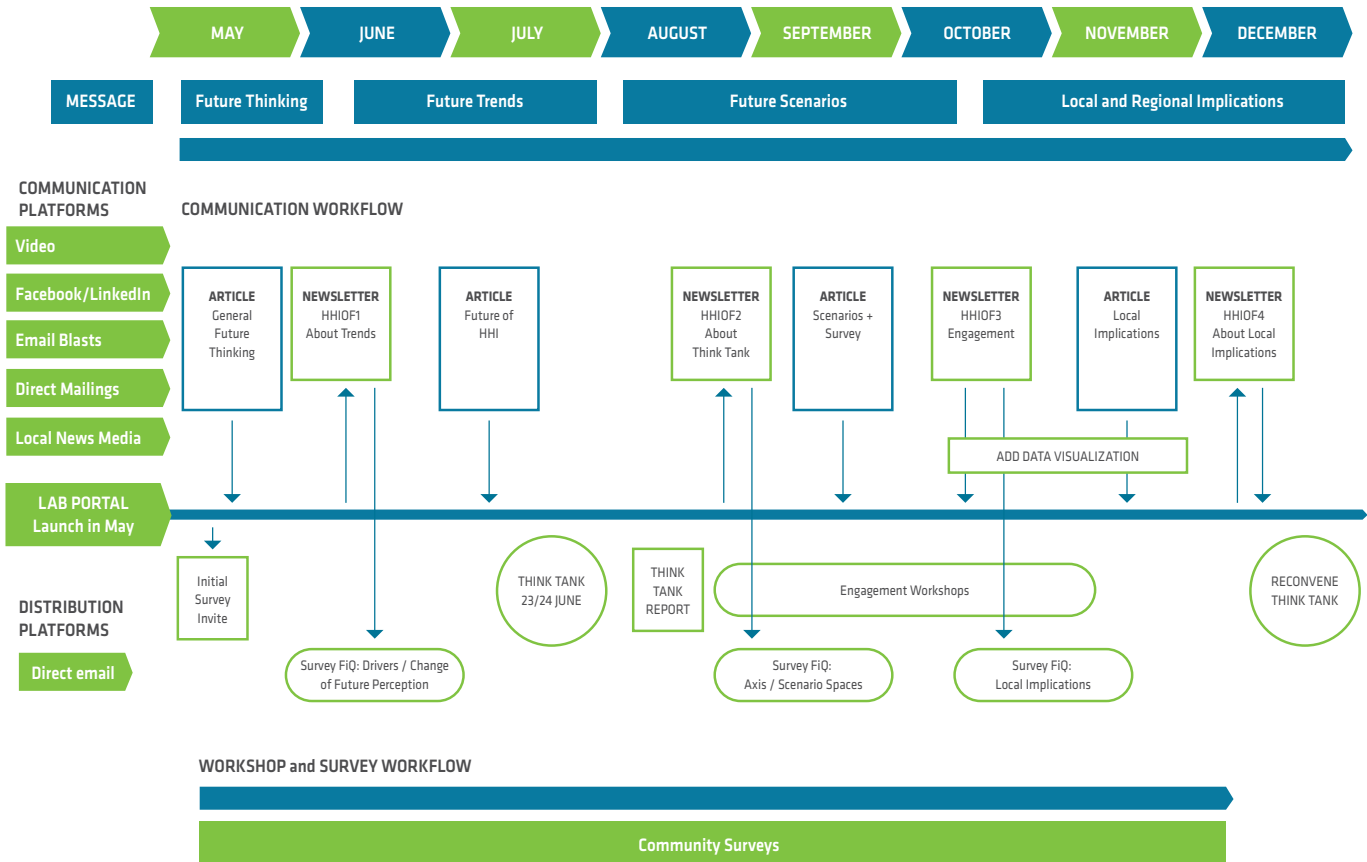 MAY
JUNE
JULY
AUGUST
SEPTEMBER
OCTOBER
NOVEMBER
DECEMBER
MESSAGE
Future Thinking
Future Trends
Future Scenarios
Local and Regional Implications
COMMUNICATION
PLATFORMS
COMMUNICATION WORKFLOW
Video
Facebook/LinkedIn
Email Blasts
Direct Mailings
Local News Media
ARTICLE
General
Future
Thinking
NEWSLETTER
HHIOF1
About Trends
ARTICLE
Future of
HHI
NEWSLETTER
HHIOF2
About
Think Tank
ARTICLE
Scenarios +
Survey
NEWSLETTER
HHIOF3
Engagement
ARTICLE
Local
Implications
NEWSLETTER
HHIOF4
About Local
Implications
ADD DATA VISUALIZATION
LAB PORTAL
Launch in May
Initial
Survey
Invite
THINK TANK
23/24 JUNE
THINK
TANK
REPORT
Engagement Workshops
RECONVENE
THINK TANK
DISTRIBUTION
PLATFORMS
Direct email
Survey FiQ: Drivers / Change
of Future Perception
Survey FiQ:
Axis / Scenario Spaces
Survey FiQ:
Local Implications
WORKSHOP and SURVEY WORKFLOW
Community Surveys